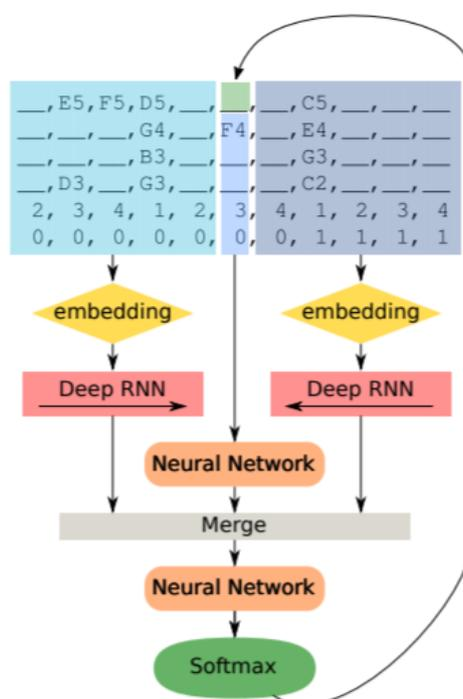 __,E5,F5,D5,__,__,__,C5,__,__,__
__,__,__,G4,__,F4,__,E4,__,__,__
__,__,__,B3,__,__,__,G3,__,__,__
__,D3,__,G3,__,__,__,C2,__,__,__
2, 3, 4, 1, 2, 3, 4, 1, 2, 3, 4
0, 0, 0, 0, 0, 0, 0, 1, 1, 1, 1
embedding embedding
Deep RNN Deep RNN
Neural Network
Merge
Neural Network
Softmax